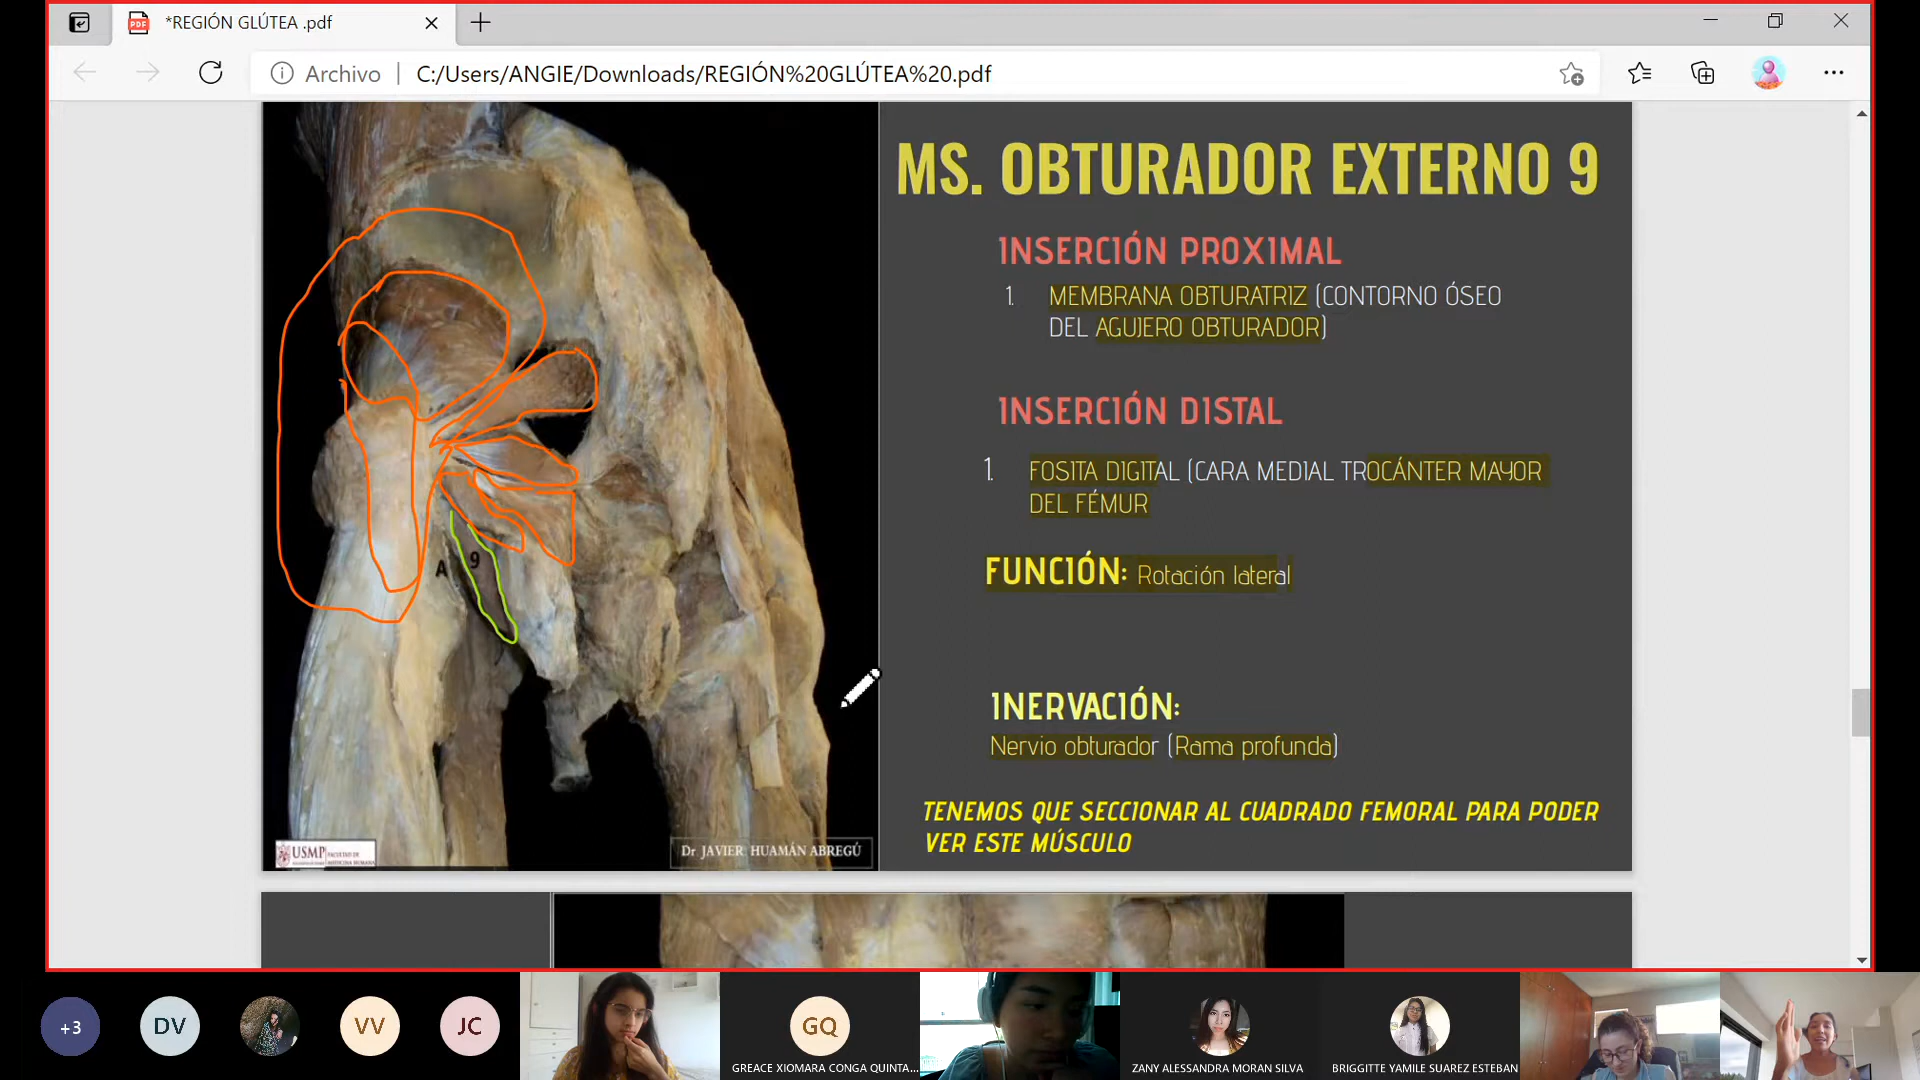 *REGIÓN GLÚTEA .pdf
Archivo | C:/Users/ANGIE/Downloads/REGIÓN%20GLÚTEA%20.pdf
MS. OBTURADOR EXTERNO 9
INSERCIÓN PROXIMAL
1. MEMBRANA OBTURATRIZ (CONTORNO ÓSEO
DEL AGUJERO OBTURADOR)
INSERCIÓN DISTAL
1. FOSITA DIGITAL (CARA MEDIAL TROCÁNTER MAYOR
DEL FÉMUR
FUNCIÓN: Rotación lateral
INERVACIÓN:
Nervio obturador (Rama profunda)
TENEMOS QUE SECCIONAR AL CUADRADO FEMORAL PARA PODER
VER ESTE MÚSCULO
A 9
USMP FACULTAD DE
MEDICINA HUMANA
Dr. JAVIER HUAMÁN ABREGÚ
+3
DV
VV
JC
GQ
GREACE XIOMARA CONGA QUINTA...
ZANY ALESSANDRA MORAN SILVA
BRIGGITTE YAMILE SUAREZ ESTEBAN